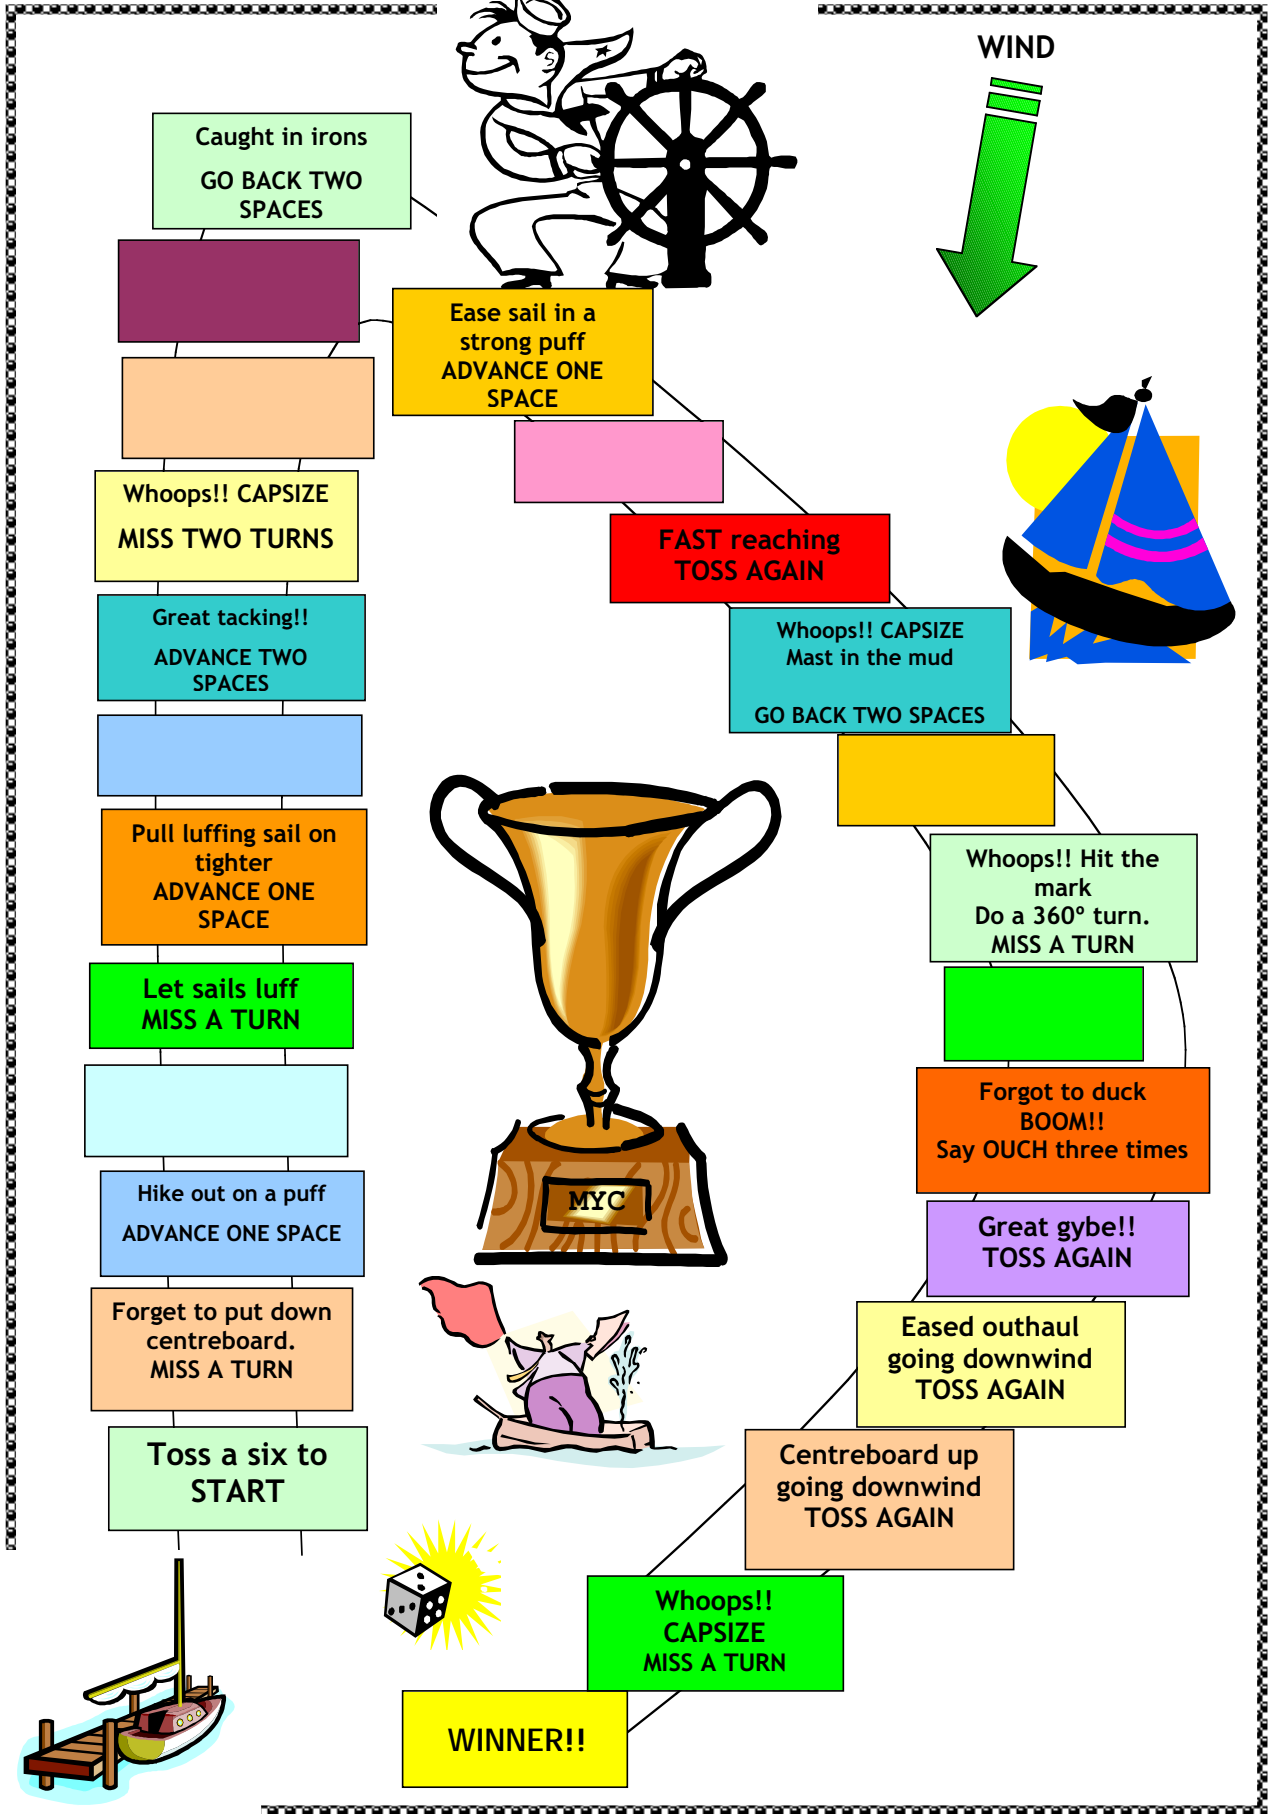 WIND
Caught in irons
GO BACK TWO
SPACES
Ease sail in a
strong puff
ADVANCE ONE
SPACE
Whoops!! CAPSIZE
MISS TWO TURNS
FAST reaching
TOSS AGAIN
Great tacking!!
ADVANCE TWO
SPACES
Whoops!! CAPSIZE
Mast in the mud
GO BACK TWO SPACES
Pull luffing sail on
tighter
ADVANCE ONE
SPACE
Whoops!! Hit the
mark
Do a 360º turn.
MISS A TURN
Let sails luff
MISS A TURN
Forgot to duck
BOOM!!
Say OUCH three times
Hike out on a puff
ADVANCE ONE SPACE
MYC
Great gybe!!
TOSS AGAIN
Forget to put down
centreboard.
MISS A TURN
Eased outhaul
going downwind
TOSS AGAIN
Toss a six to
START
Centreboard up
going downwind
TOSS AGAIN
Whoops!!
CAPSIZE
MISS A TURN
WINNER!!